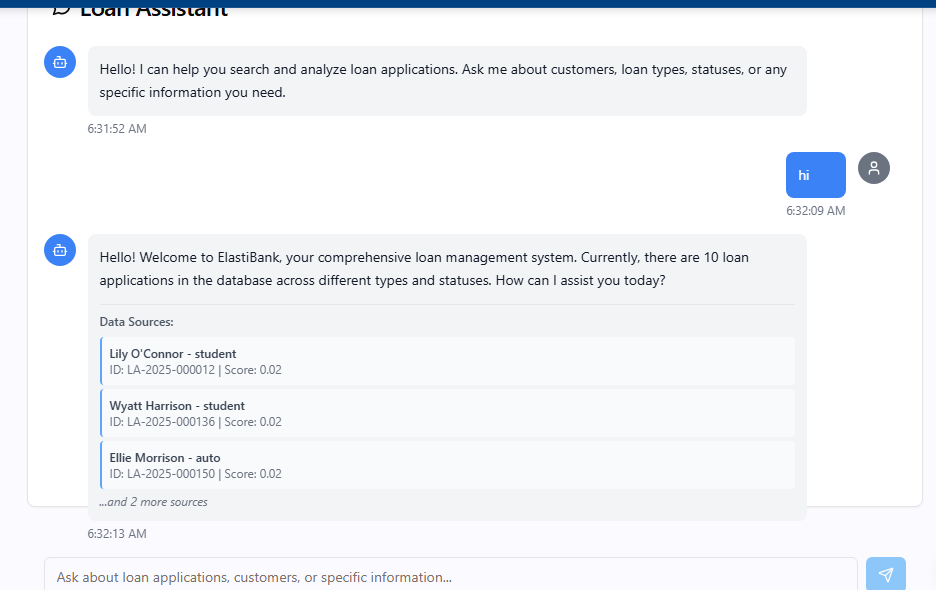 Loan Assistant
Hello! I can help you search and analyze loan applications. Ask me about customers, loan types, statuses, or any
specific information you need.
6:31:52 AM
hi
6:32:09 AM
Hello! Welcome to ElastiBank, your comprehensive loan management system. Currently, there are 10 loan
applications in the database across different types and statuses. How can I assist you today?
Data Sources:
Lily O'Connor - student
ID: LA-2025-000012 | Score: 0.02
Wyatt Harrison - student
ID: LA-2025-000136 | Score: 0.02
Ellie Morrison - auto
ID: LA-2025-000150 | Score: 0.02
...and 2 more sources
6:32:13 AM
Ask about loan applications, customers, or specific information...